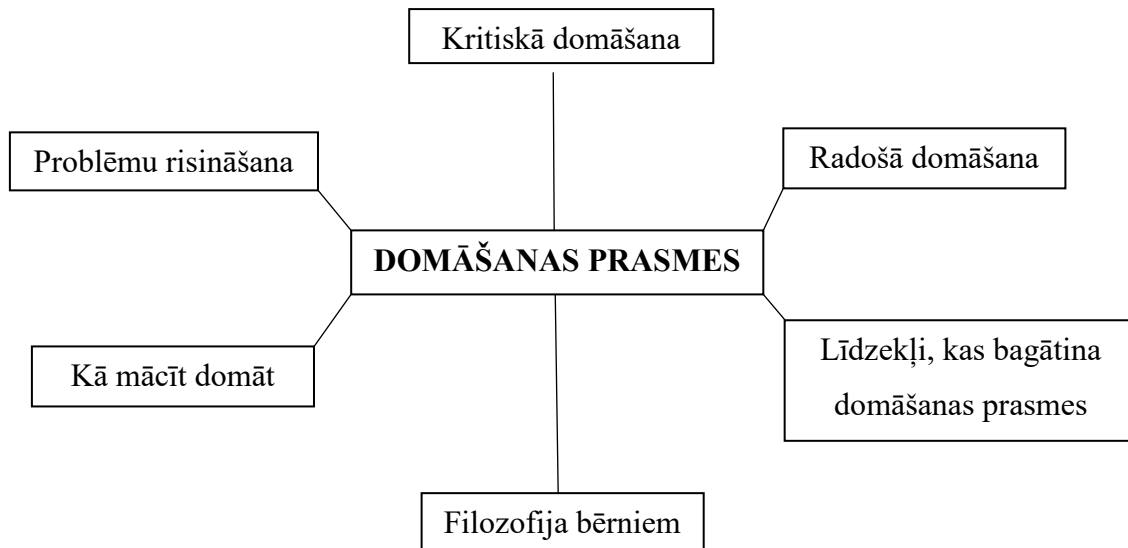 Kritiskā domāšana
Problēmu risināšana
Radošā domāšana
DOMĀŠANAS PRASMES
Kā mācīt domāt
Līdzekļi, kas bagātina
domāšanas prasmes
Filozofija bērniem